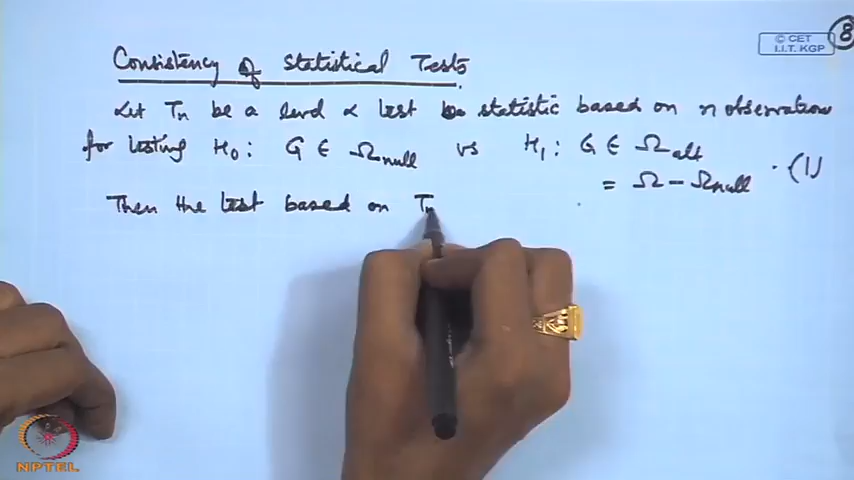 8
© CET
I.I.T. KGP
Consistency of Statistical Tests
Let Tn be a level α test statistic based on n observations
for testing H0 : G ∈ Ωnull vs H1 : G ∈ Ωalt
= Ω − Ωnull . (1)
Then the test based on Tn
NPTEL